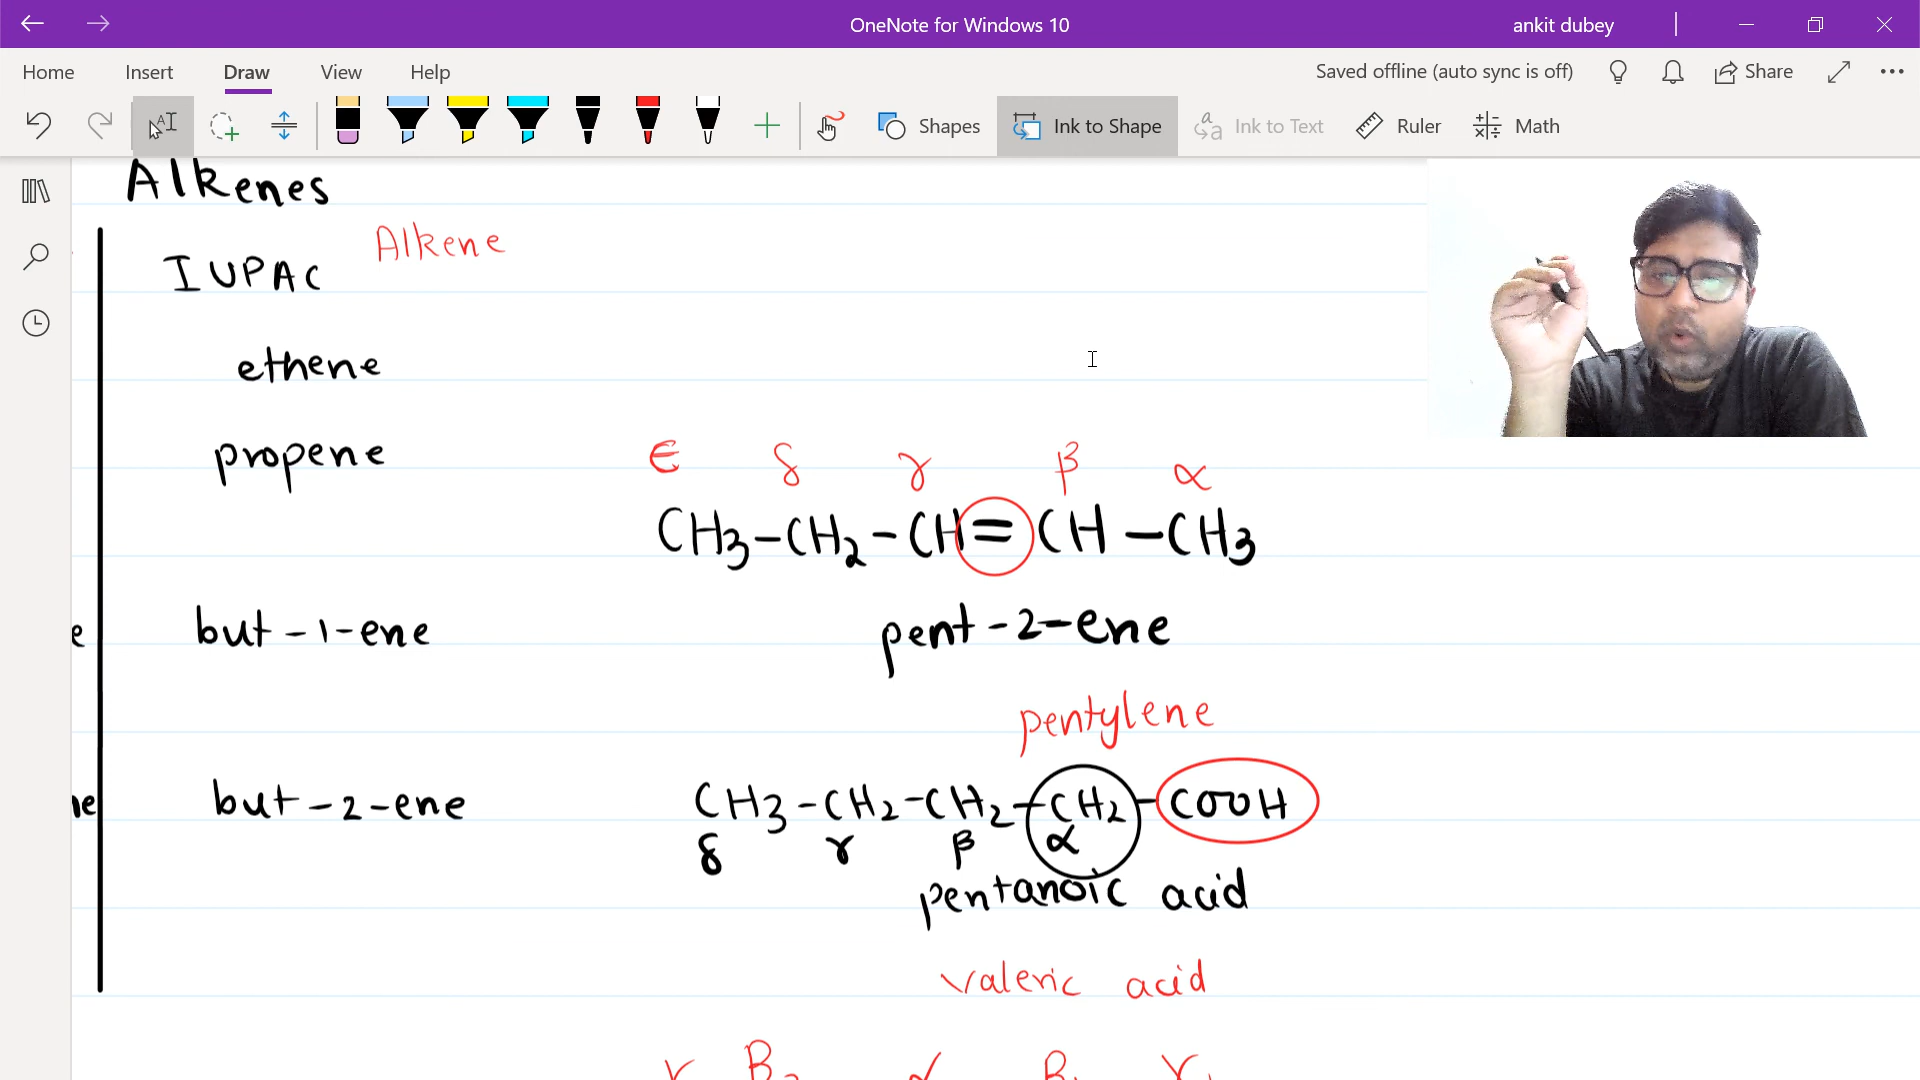 OneNote for Windows 10
ankit dubey
Home Insert Draw View Help
Saved offline (auto sync is off) Share
Shapes Ink to Shape Ink to Text Ruler Math
Alkenes
IUPAC
Alkene
ethene
propene
ϵ δ γ β α
CH3-CH2-CH=CH-CH3
but-1-ene
pent-2-ene
pentylene
but-2-ene
CH3-CH2-CH2-CH2-COOH
δ γ β α
pentanoic acid
valeric acid